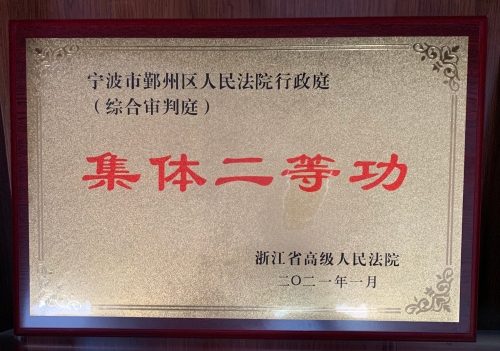 宁波市鄞州区人民法院行政庭
（综合审判庭）
集体二等功
浙江省高级人民法院
二〇二一年一月